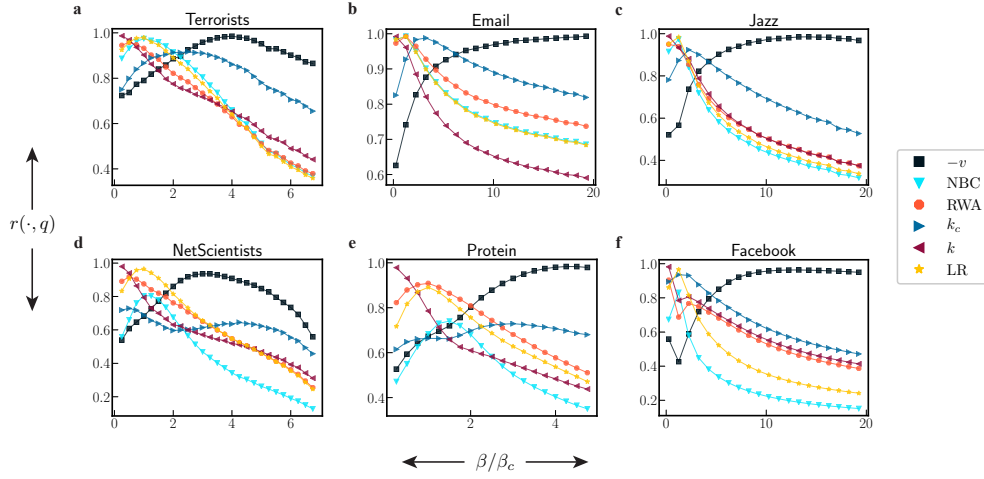 a Terrorists
1.0
0.8
0.6
0.4
0 2 4 6
b Email
1.0
0.9
0.8
0.7
0.6
0 10 20
c Jazz
1.0
0.8
0.6
0.4
0 10 20
r(·, q)
−v
NBC
RWA
k_c
k
LR
d NetScientists
1.0
0.8
0.6
0.4
0.2
0 2 4 6
e Protein
1.0
0.8
0.6
0.4
2 4
f Facebook
1.0
0.8
0.6
0.4
0.2
0 10 20
β/β_c